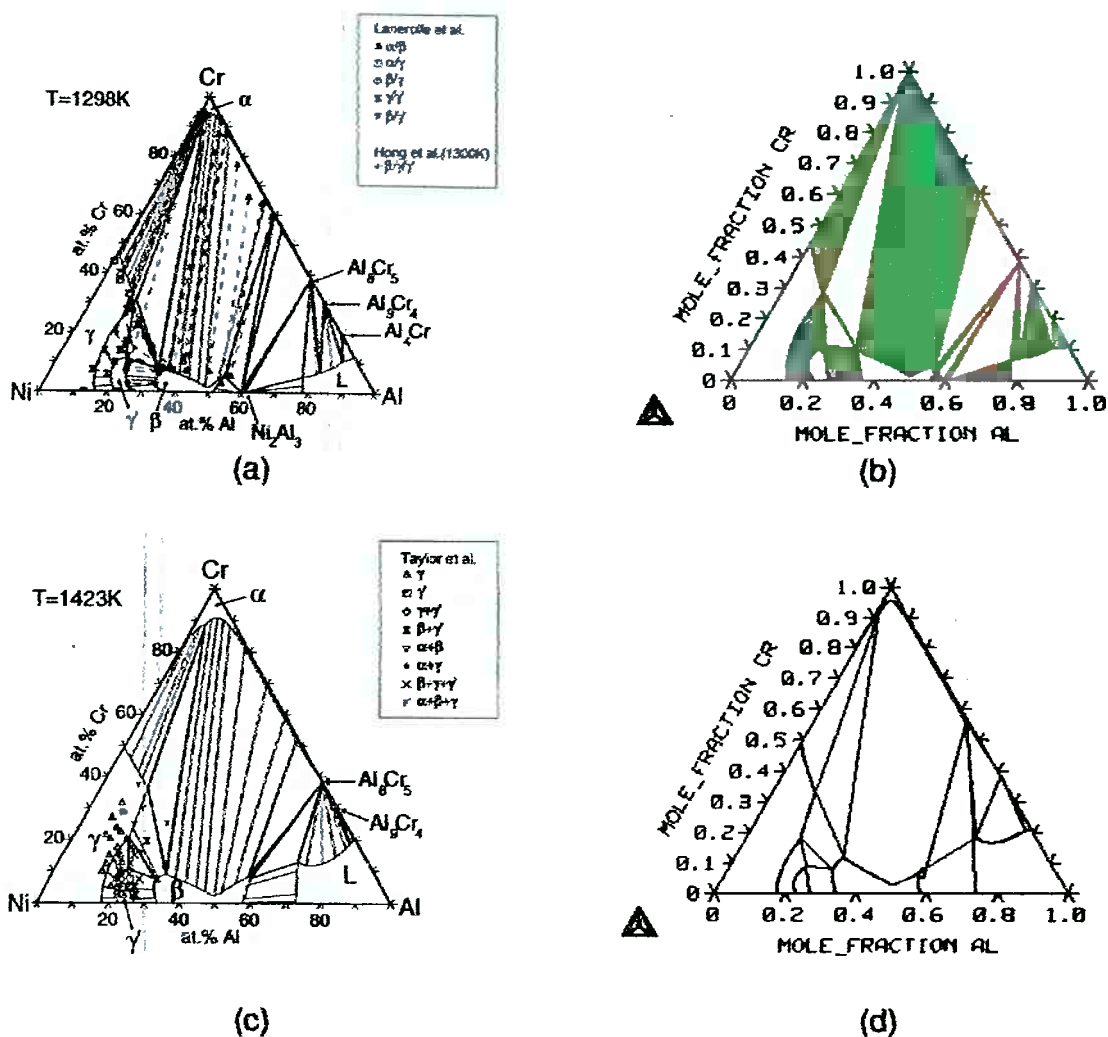 Lanerolle et al.
α/β
α/γ
β/γ
γ/γ'
β/γ'
Hong et al.(1300K)
+ β/γ/γ'
T=1298K
Cr
α
80
60
40
20
at.% Cr
Al₈Cr₅
Al₉Cr₄
Al₂Cr
γ
Ni
20
40
60
80
L
Al
γ'
β
at.% Al
Ni₂Al₃
(a)
1.0
0.9
0.8
0.7
0.6
0.5
0.4
0.3
0.2
0.1
0
MOLE_FRACTION CR
0
0.2
0.4
0.6
0.8
1.0
MOLE_FRACTION AL
(b)
Taylor et al.
γ
γ'
γ+γ'
β+γ'
α+β
α+γ
β+γ+γ'
α+β+γ
T=1423K
Cr
α
80
60
40
20
at.% Cr
Al₈Cr₅
Al₉Cr₄
γ
β
L
Ni
20
40
60
80
Al
γ'
at.% Al
(c)
1.0
0.9
0.8
0.7
0.6
0.5
0.4
0.3
0.2
0.1
0
MOLE_FRACTION CR
0
0.2
0.4
0.6
0.8
1.0
MOLE_FRACTION AL
(d)